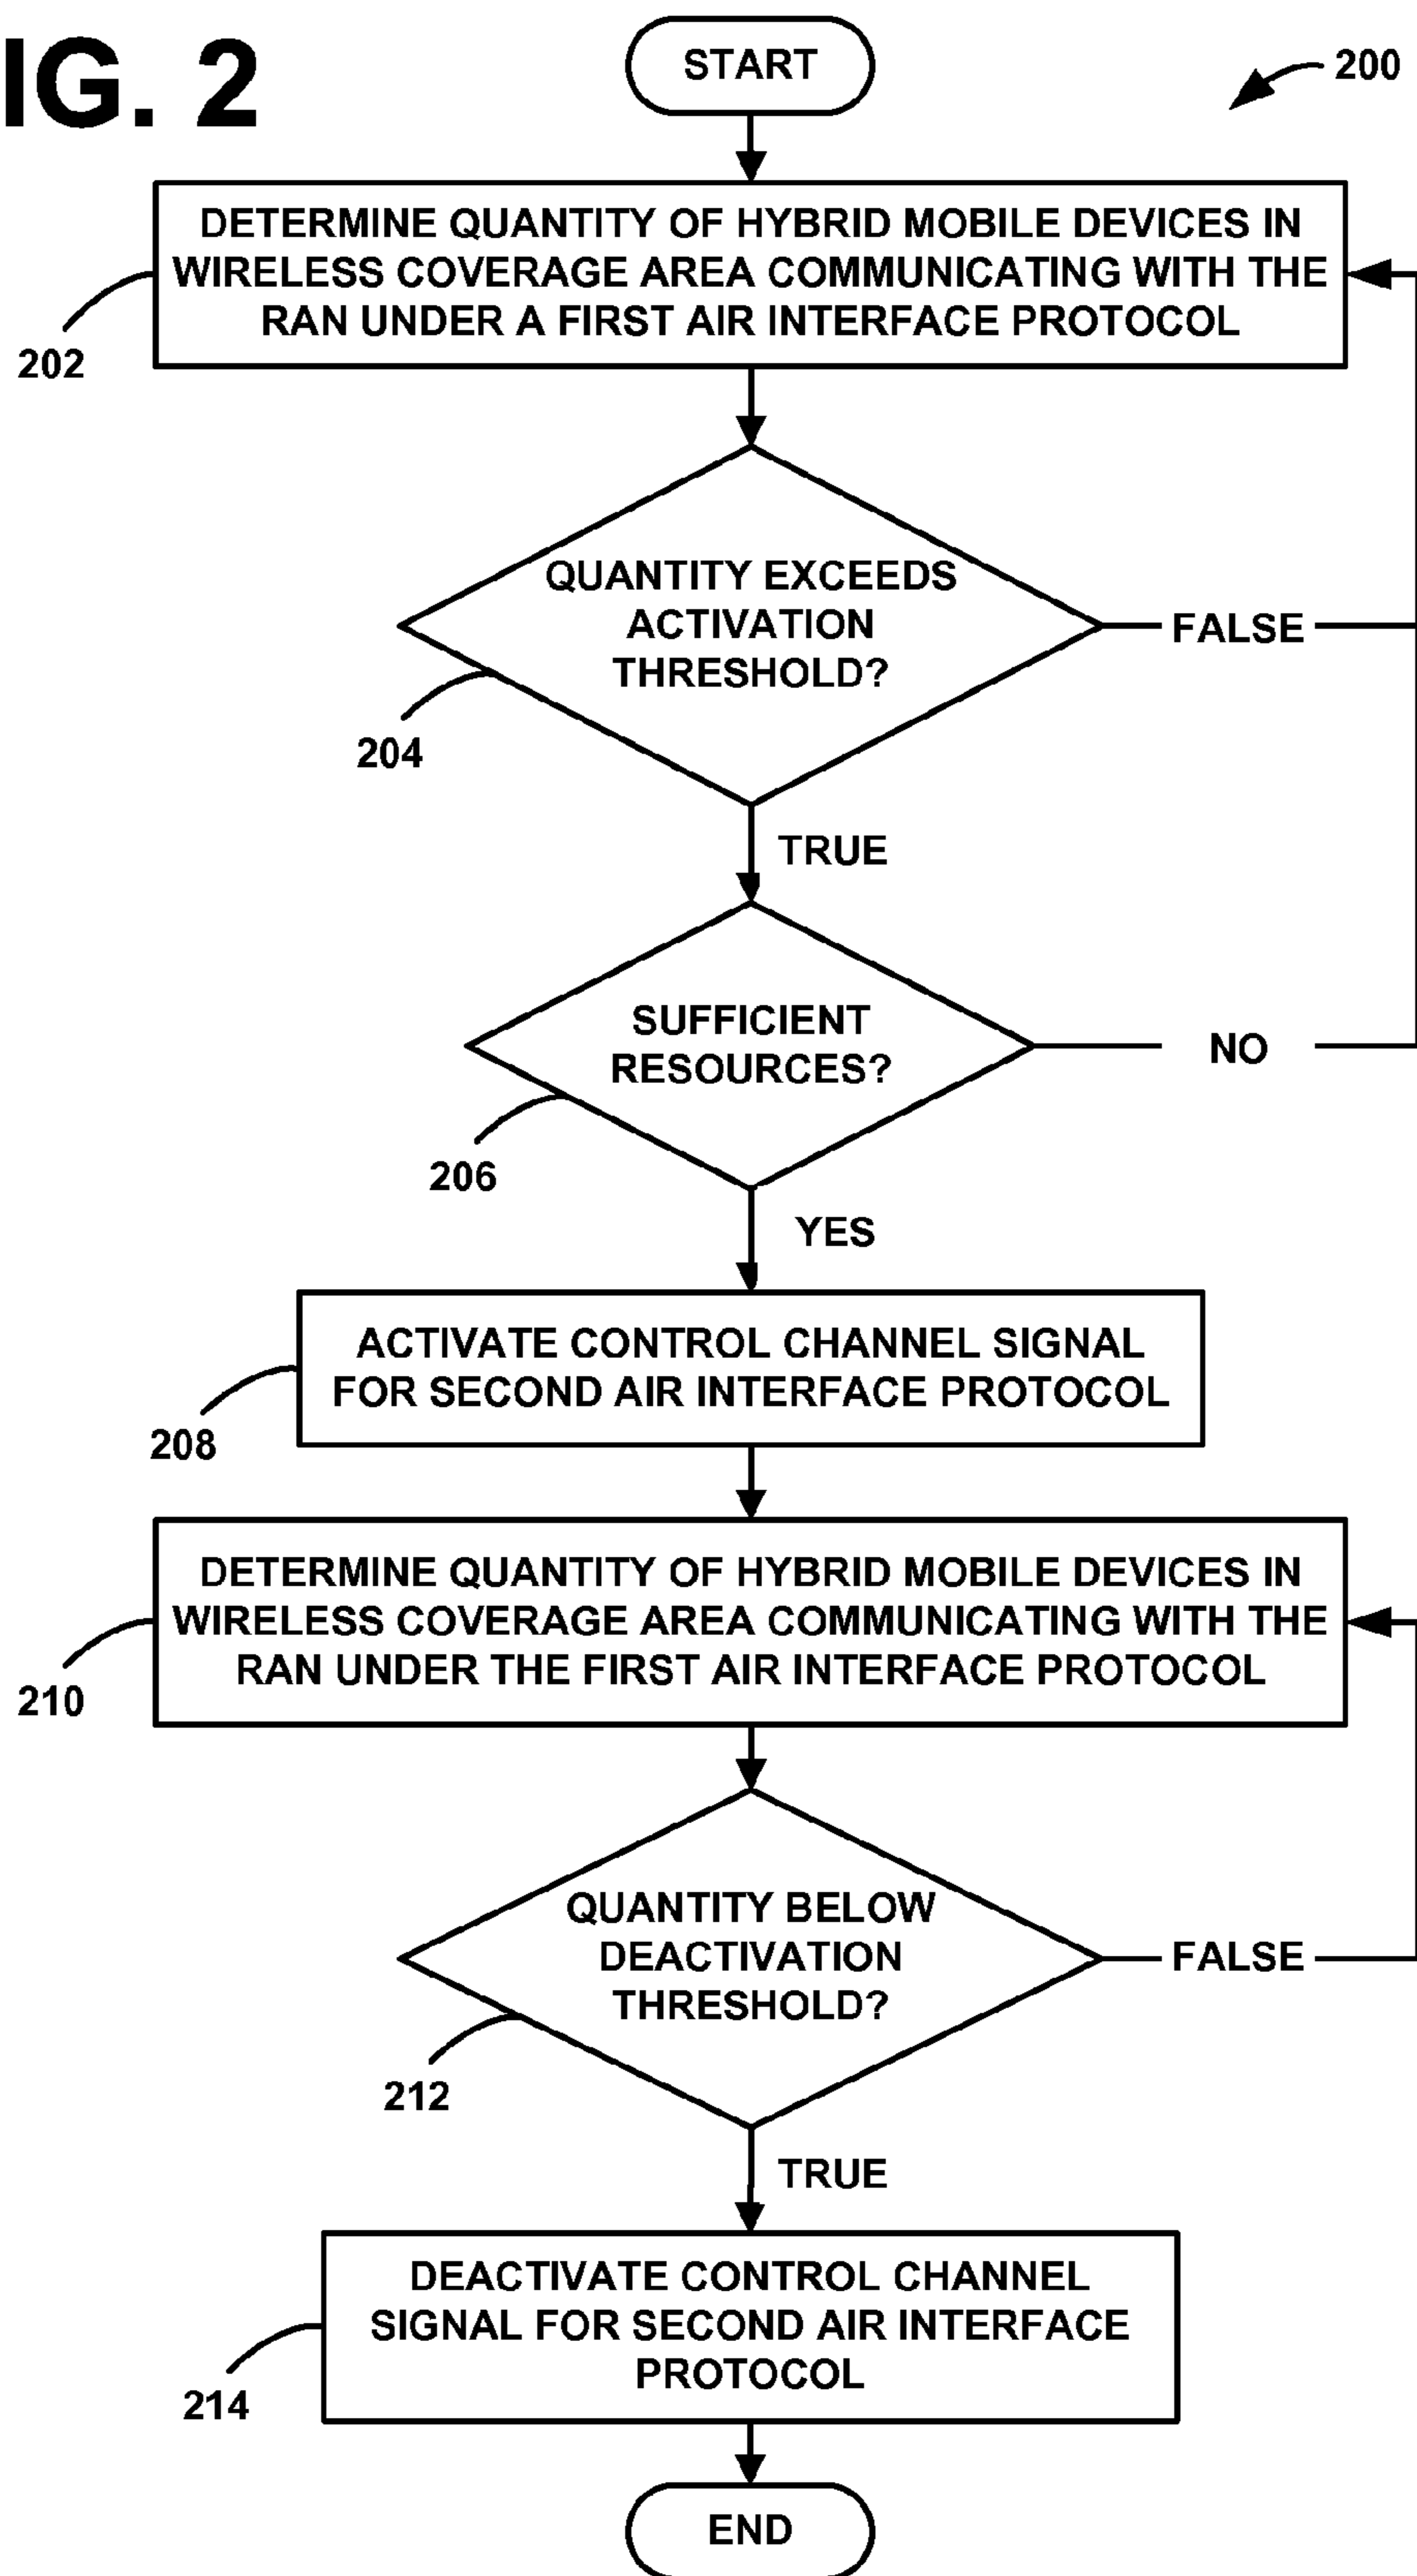 IG. 2
START
200
DETERMINE QUANTITY OF HYBRID MOBILE DEVICES IN
WIRELESS COVERAGE AREA COMMUNICATING WITH THE
RAN UNDER A FIRST AIR INTERFACE PROTOCOL
202
QUANTITY EXCEEDS
ACTIVATION
THRESHOLD?
FALSE
204
TRUE
SUFFICIENT
RESOURCES?
NO
206
YES
ACTIVATE CONTROL CHANNEL SIGNAL
FOR SECOND AIR INTERFACE PROTOCOL
208
DETERMINE QUANTITY OF HYBRID MOBILE DEVICES IN
WIRELESS COVERAGE AREA COMMUNICATING WITH THE
RAN UNDER THE FIRST AIR INTERFACE PROTOCOL
210
QUANTITY BELOW
DEACTIVATION
THRESHOLD?
FALSE
212
TRUE
DEACTIVATE CONTROL CHANNEL
SIGNAL FOR SECOND AIR INTERFACE
PROTOCOL
214
END